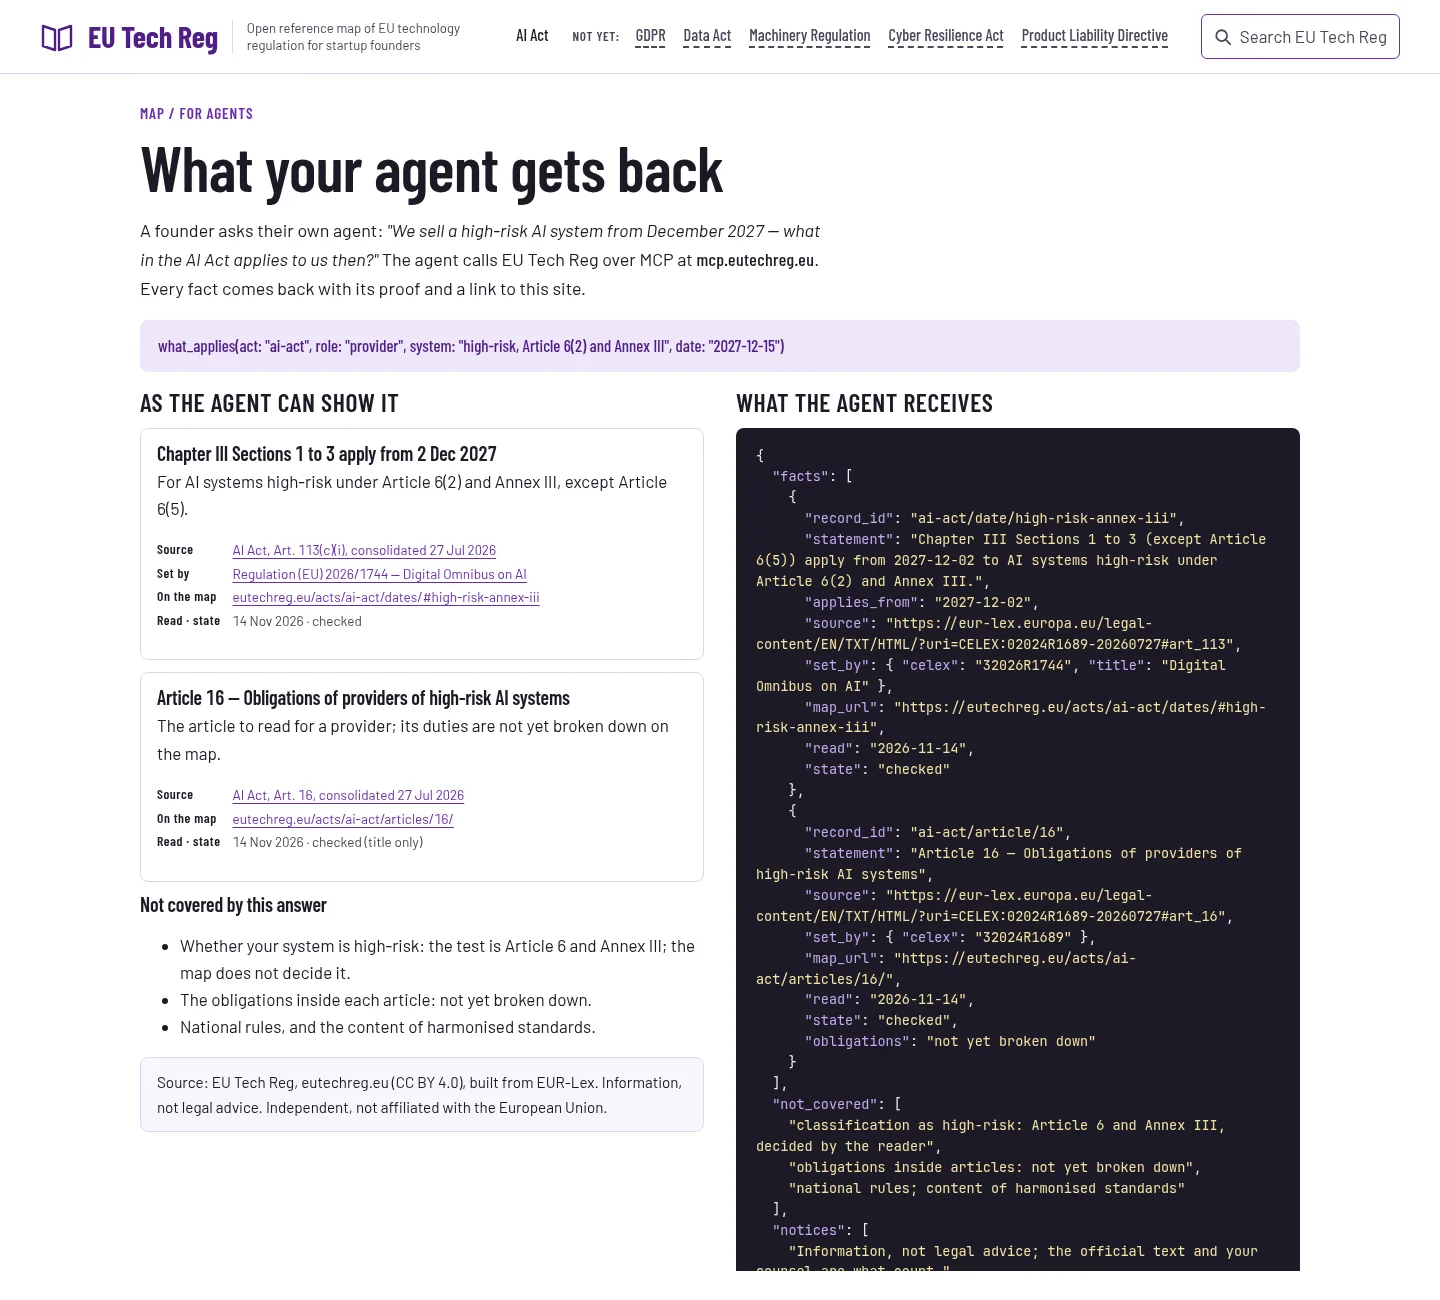 EU Tech Reg
Open reference map of EU technology
regulation for startup founders
AI Act
NOT YET:
GDPR
Data Act
Machinery Regulation
Cyber Resilience Act
Product Liability Directive
Search EU Tech Reg
MAP / FOR AGENTS
What your agent gets back
A founder asks their own agent: "We sell a high-risk AI system from December 2027 — what
in the AI Act applies to us then?" The agent calls EU Tech Reg over MCP at mcp.eutechreg.eu.
Every fact comes back with its proof and a link to this site.
what_applies(act: "ai-act", role: "provider", system: "high-risk, Article 6(2) and Annex III", date: "2027-12-15")
AS THE AGENT CAN SHOW IT
Chapter III Sections 1 to 3 apply from 2 Dec 2027
For AI systems high-risk under Article 6(2) and Annex III, except Article
6(5).
Source AI Act, Art. 113(c)(i), consolidated 27 Jul 2026
Set by Regulation (EU) 2026/1744 — Digital Omnibus on AI
On the map eutechreg.eu/acts/ai-act/dates/#high-risk-annex-iii
Read · state 14 Nov 2026 · checked
Article 16 — Obligations of providers of high-risk AI systems
The article to read for a provider; its duties are not yet broken down on
the map.
Source AI Act, Art. 16, consolidated 27 Jul 2026
On the map eutechreg.eu/acts/ai-act/articles/16/
Read · state 14 Nov 2026 · checked (title only)
Not covered by this answer
• Whether your system is high-risk: the test is Article 6 and Annex III; the
map does not decide it.
• The obligations inside each article: not yet broken down.
• National rules, and the content of harmonised standards.
Source: EU Tech Reg, eutechreg.eu (CC BY 4.0), built from EUR-Lex. Information,
not legal advice. Independent, not affiliated with the European Union.
WHAT THE AGENT RECEIVES
{
"facts": [
{
"record_id": "ai-act/date/high-risk-annex-iii",
"statement": "Chapter III Sections 1 to 3 (except Article
6(5)) apply from 2027-12-02 to AI systems high-risk under
Article 6(2) and Annex III.",
"applies_from": "2027-12-02",
"source": "https://eur-lex.europa.eu/legal-
content/EN/TXT/HTML/?uri=CELEX:02024R1689-20260727#art_113",
"set_by": { "celex": "32026R1744", "title": "Digital
Omnibus on AI" },
"map_url": "https://eutechreg.eu/acts/ai-act/dates/#high-
risk-annex-iii",
"read": "2026-11-14",
"state": "checked"
},
{
"record_id": "ai-act/article/16",
"statement": "Article 16 — Obligations of providers of
high-risk AI systems",
"source": "https://eur-lex.europa.eu/legal-
content/EN/TXT/HTML/?uri=CELEX:02024R1689-20260727#art_16",
"set_by": { "celex": "32024R1689" },
"map_url": "https://eutechreg.eu/acts/ai-
act/articles/16/",
"read": "2026-11-14",
"state": "checked",
"obligations": "not yet broken down"
}
],
"not_covered": [
"classification as high-risk: Article 6 and Annex III,
decided by the reader",
"obligations inside articles: not yet broken down",
"national rules; content of harmonised standards"
],
"notices": [
"Information, not legal advice; the official text and your
counsel are what count."